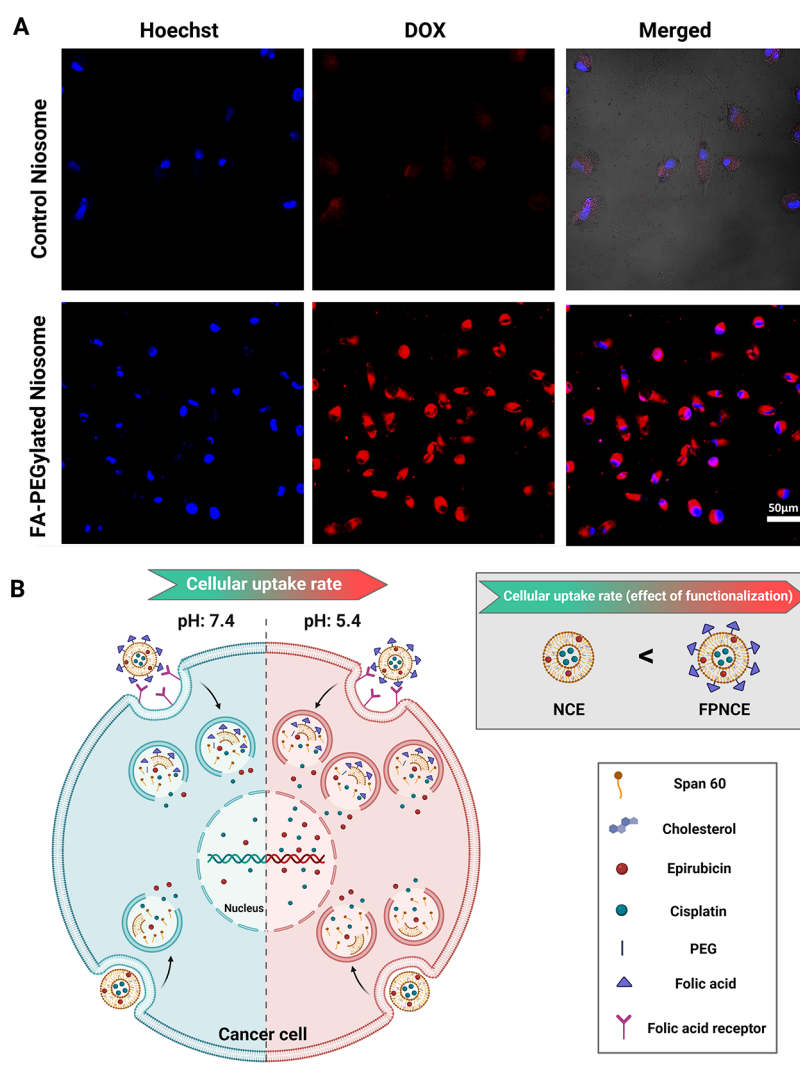 A
Hoechst
DOX
Merged
Control Niosome
FA-PEGylated Niosome
50μm
B
Cellular uptake rate
pH: 7.4
pH: 5.4
Nucleus
Cancer cell
Cellular uptake rate (effect of functionalization)
<
NCE
FPNCE
Span 60
Cholesterol
Epirubicin
Cisplatin
PEG
Folic acid
Folic acid receptor